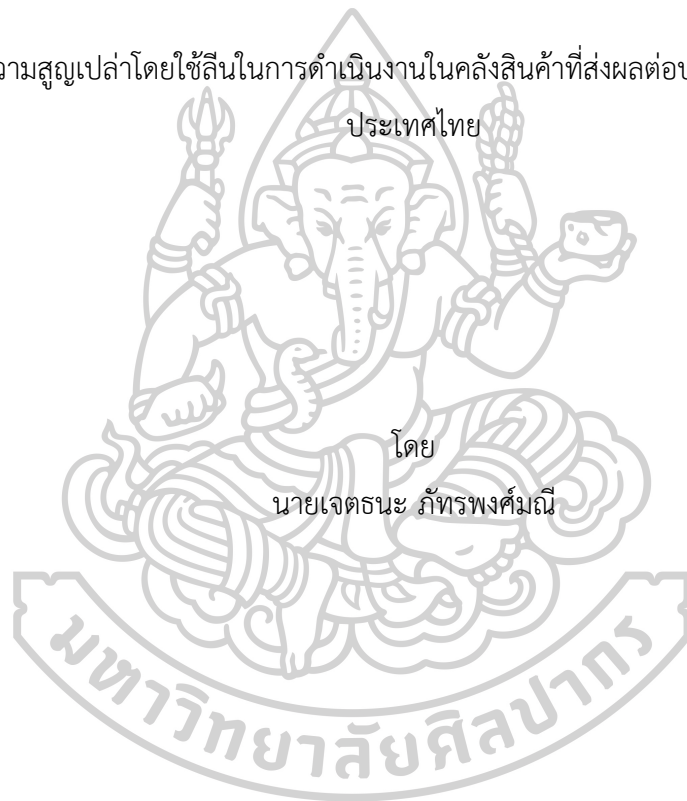 วามสูญเปล่าโดยใช้ลีนในการดำเนินงานในคลังสินค้าที่ส่งผลต่อ
ประเทศไทย
โดย
นายเจตธนะ ภัทรพงศ์มณี
มหาวิทยาลัยศิลปากร